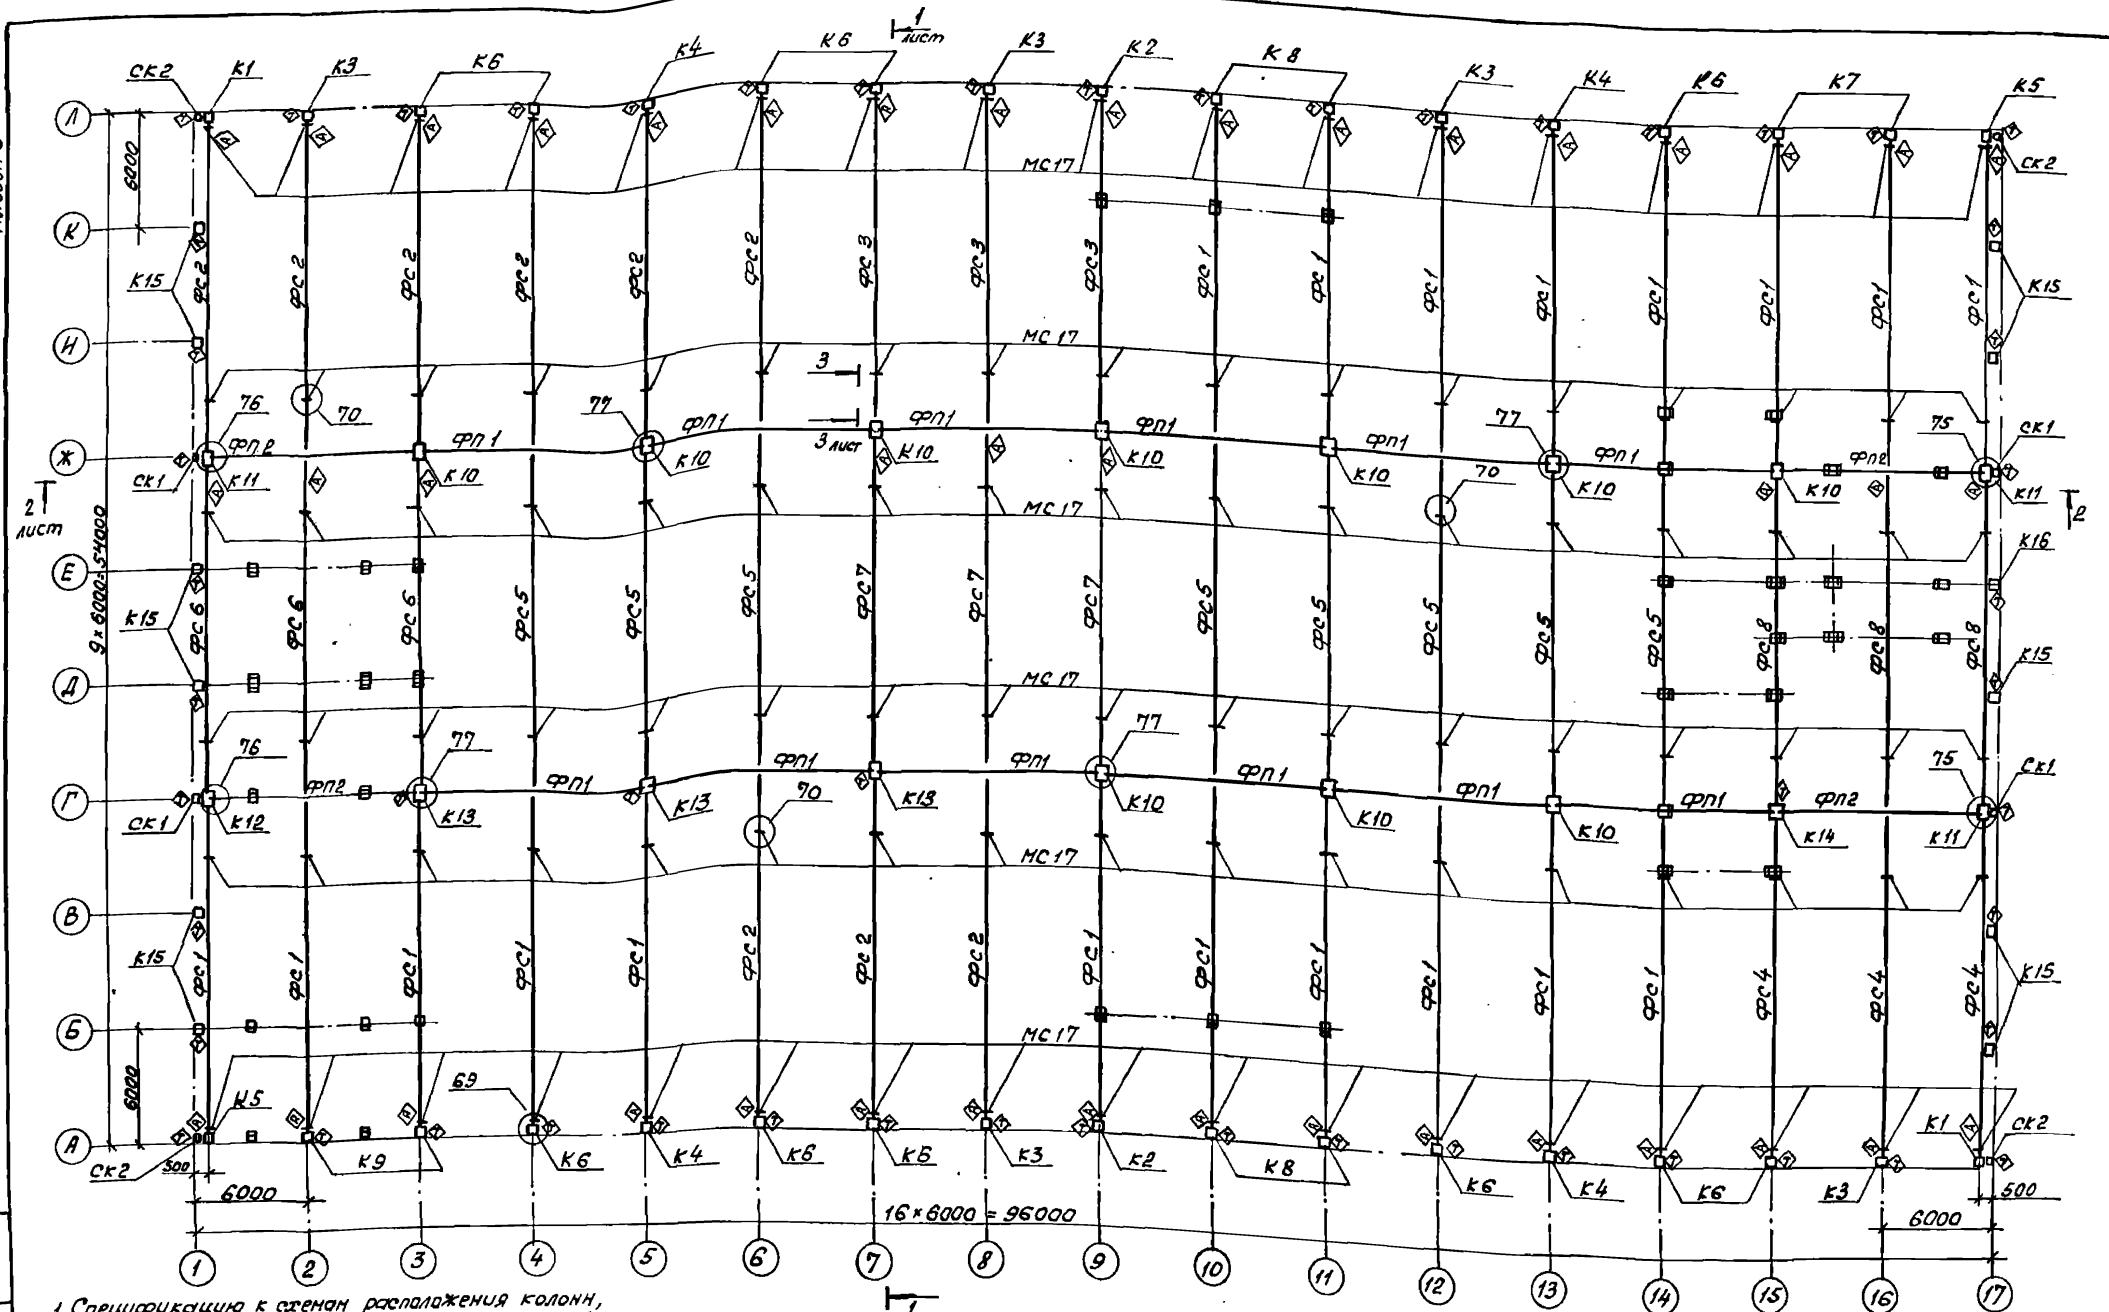 1
лист
СК2 К1 К3 К6 К4 К6 К3 К2 К8 К3 К4 К6 К7 К5
Л
6000
МС17
СК2
К
К15
ФС2 ФС2 ФС2 ФС2 ФС2 ФС2 ФС3 ФС3 ФС3 ФС1 ФС1 ФС1 ФС1 ФС1 ФС1 ФС1 ФС1
К15
И
МС17
3
76 70 77 77 75
3 лист
Ж
ФП2 ФП1 ФП1 ФП1 ФП1 ФП1 ФП1 ФП2
СК1
СК1 К11 К10 К10 К10 К10 К10 К10 К10 К11
70
2
лист
2
МС17
9×6000=54000
Е
К16
К15
ФС6 ФС6 ФС6 ФС5 ФС5 ФС5 ФС7 ФС7 ФС7 ФС5 ФС5 ФС5 ФС5 ФС5 ФС8 ФС8 ФС8
К15
Д
МС17
76 77 77 75
Г
ФП2 ФП1 ФП1 ФП1 ФП1 ФП1 ФП1 ФП2
СК1
СК1 К12 К13 К13 К13 К10 К10 К10 К14 К11
70
МС17
В
К15
ФС1 ФС1 ФС1 ФС1 ФС1 ФС2 ФС2 ФС2 ФС1 ФС1 ФС1 ФС1 ФС1 ФС1 ФС4 ФС4 ФС4
К15
Б
МС17
6000
К5 69
А
К1 СК2
СК2 500 К9 К6 К4 К6 К6 К3 К2 К8 К6 К4 К6 К3 500
6000
16×6000=96000
6000
1 2 3 4 5 6 7 8 9 10 11 12 13 14 15 16 17
1. Спецификацию к схемам расположения колонн,
1